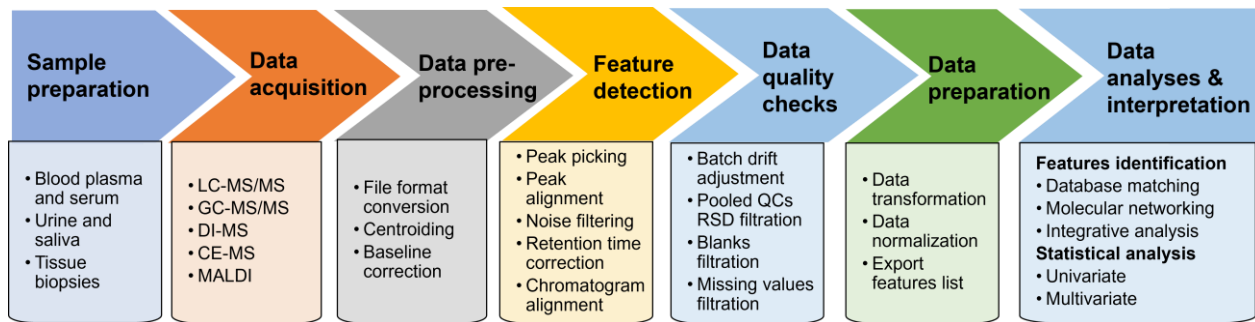 Sample
preparation
Data
acquisition
Data pre-
processing
Feature
detection
Data
quality
checks
Data
preparation
Data
analyses &
interpretation
• Blood plasma
and serum
• Urine and
saliva
• Tissue
biopsies
• LC-MS/MS
• GC-MS/MS
• DI-MS
• CE-MS
• MALDI
• File format
conversion
• Centroiding
• Baseline
correction
• Peak picking
• Peak
alignment
• Noise filtering
• Retention time
correction
• Chromatogram
alignment
• Batch drift
adjustment
• Pooled QCs
RSD filtration
• Blanks
filtration
• Missing values
filtration
• Data
transformation
• Data
normalization
• Export
features list
Features identification
• Database matching
• Molecular networking
• Integrative analysis
Statistical analysis
• Univariate
• Multivariate